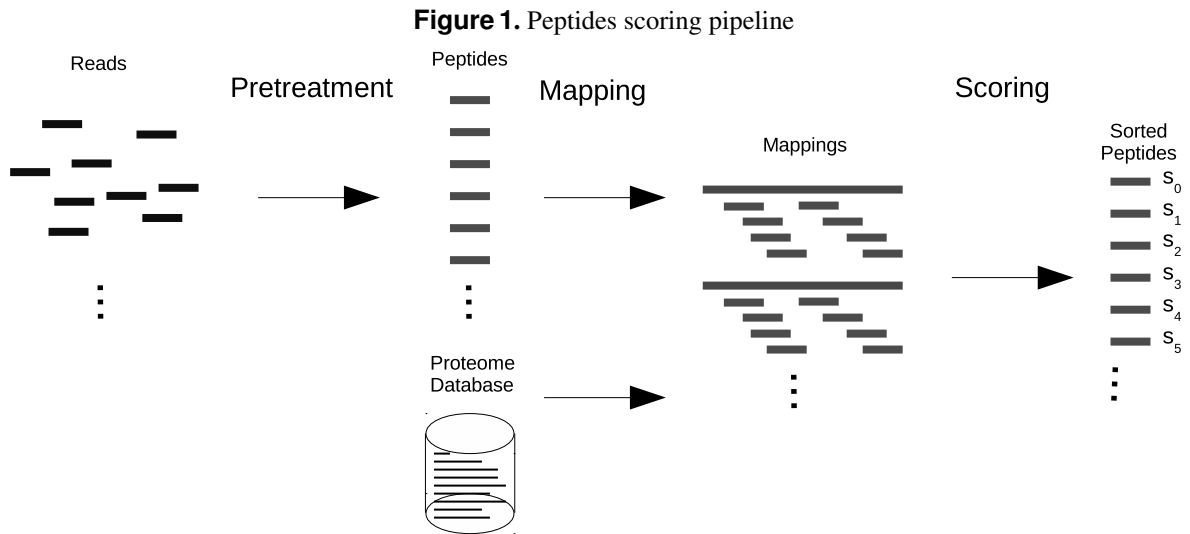 Figure 1. Peptides scoring pipeline
Reads
Pretreatment
Peptides
Mapping
Mappings
Scoring
Sorted
Peptides
s0
s1
s2
s3
s4
s5
Proteome
Database